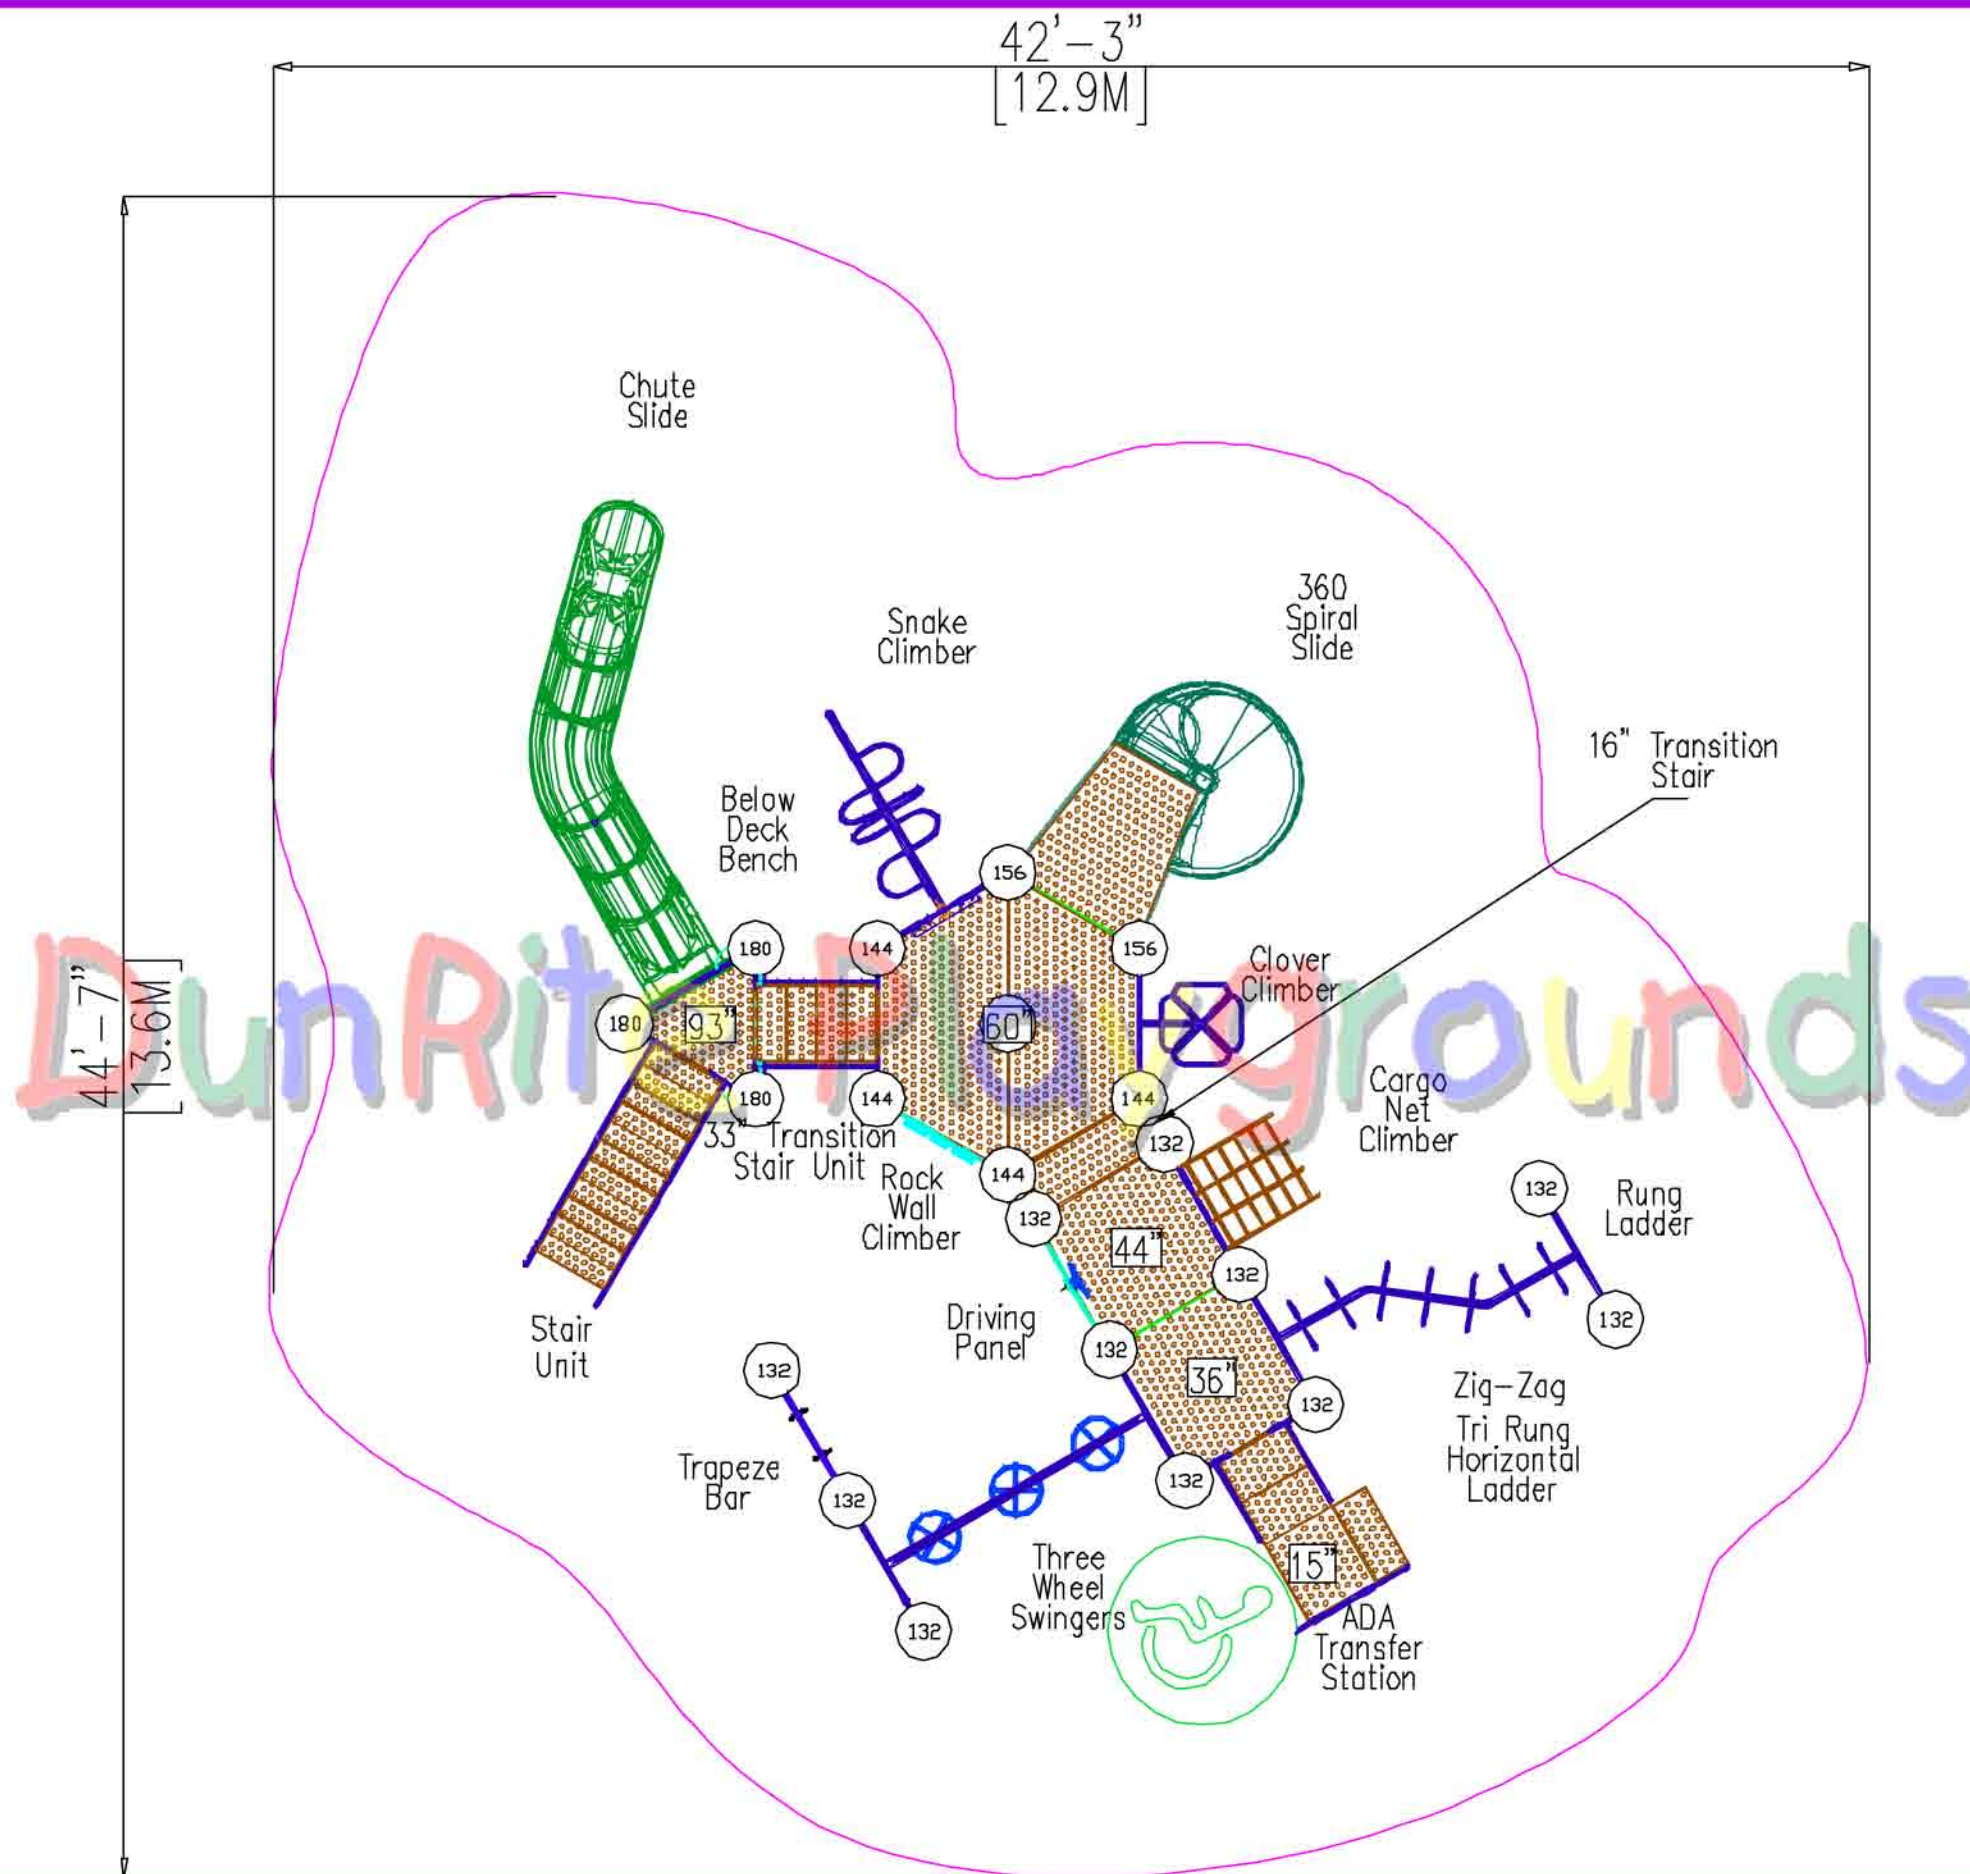 42'-3"
[12.9M]
Chute
Slide
360
Spiral
Slide
Snake
Climber
16" Transition
Stair
Below
Deck
Bench
156
180
144
156
Clover
Climber
DunRite Playgrounds
44'-7"
[13.6M]
180
93"
60"
180
144
144
Cargo
Net
Climber
33" Transition
Stair Unit
132
Rock
Wall
Climber
144
132
132
Rung
Ladder
44"
132
132
Stair
Unit
Driving
Panel
132
132
36"
132
Zig-Zag
Tri Rung
Horizontal
Ladder
Trapeze
Bar
132
132
Three
Wheel
Swingers
15"
ADA
Transfer
Station
132